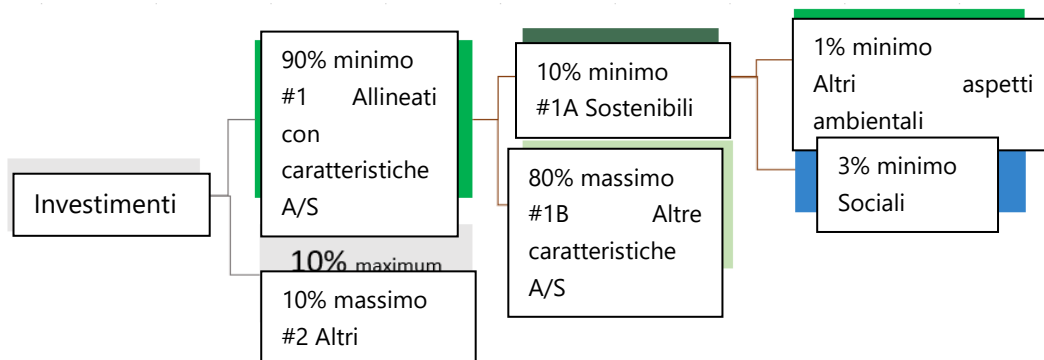 Investimenti
90% minimo
#1 Allineati
con
caratteristiche
A/S
10% maximum
10% massimo
#2 Altri
10% minimo
#1A Sostenibili
80% massimo
#1B Altre
caratteristiche
A/S
1% minimo
Altri aspetti
ambientali
3% minimo
Sociali